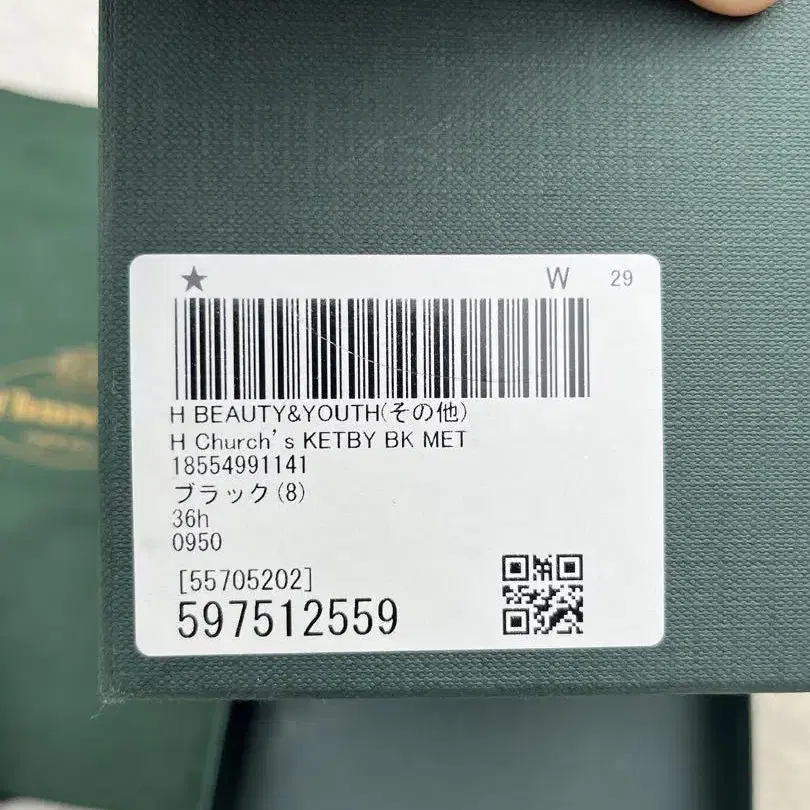 ★ W 29
H BEAUTY&YOUTH(その他)
H Church's KETBY BK MET
18554991141
ブラック(8)
36h
0950
[55705202]
597512559